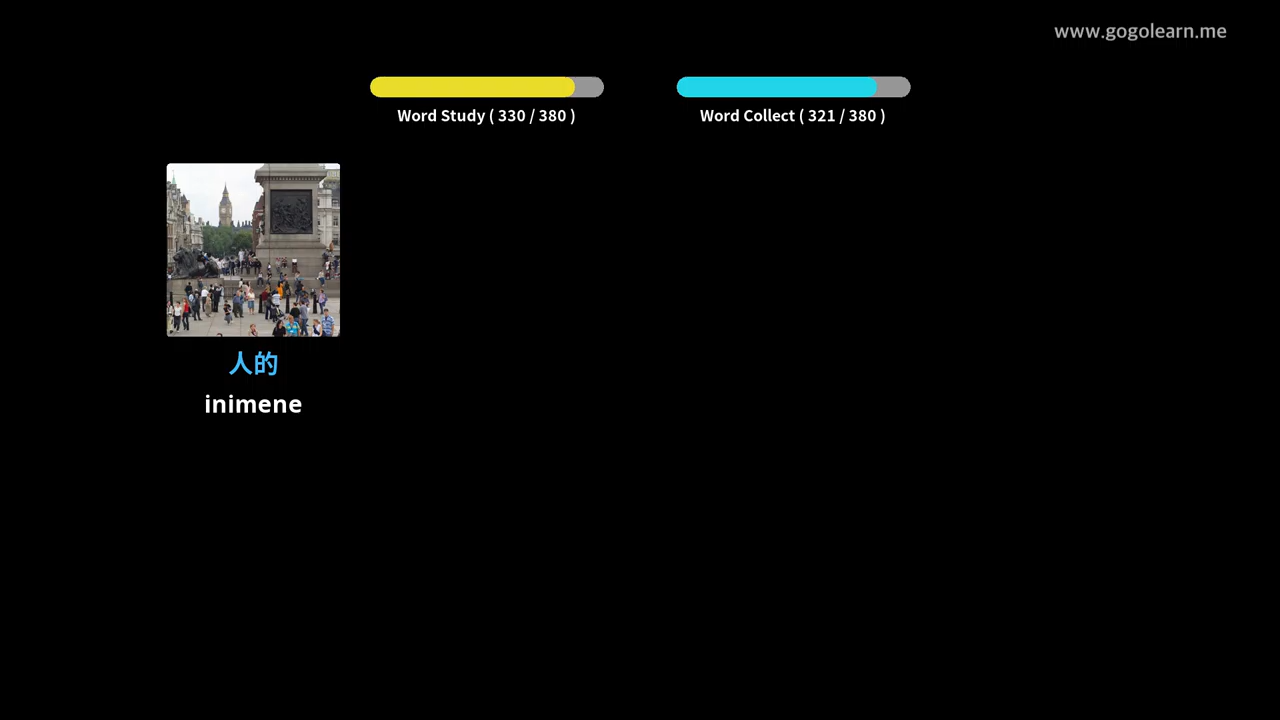 www.gogolearn.me
Word Study ( 330 / 380 )
Word Collect ( 321 / 380 )
人的
inimene